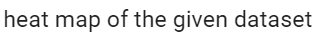 heat map of the given dataset